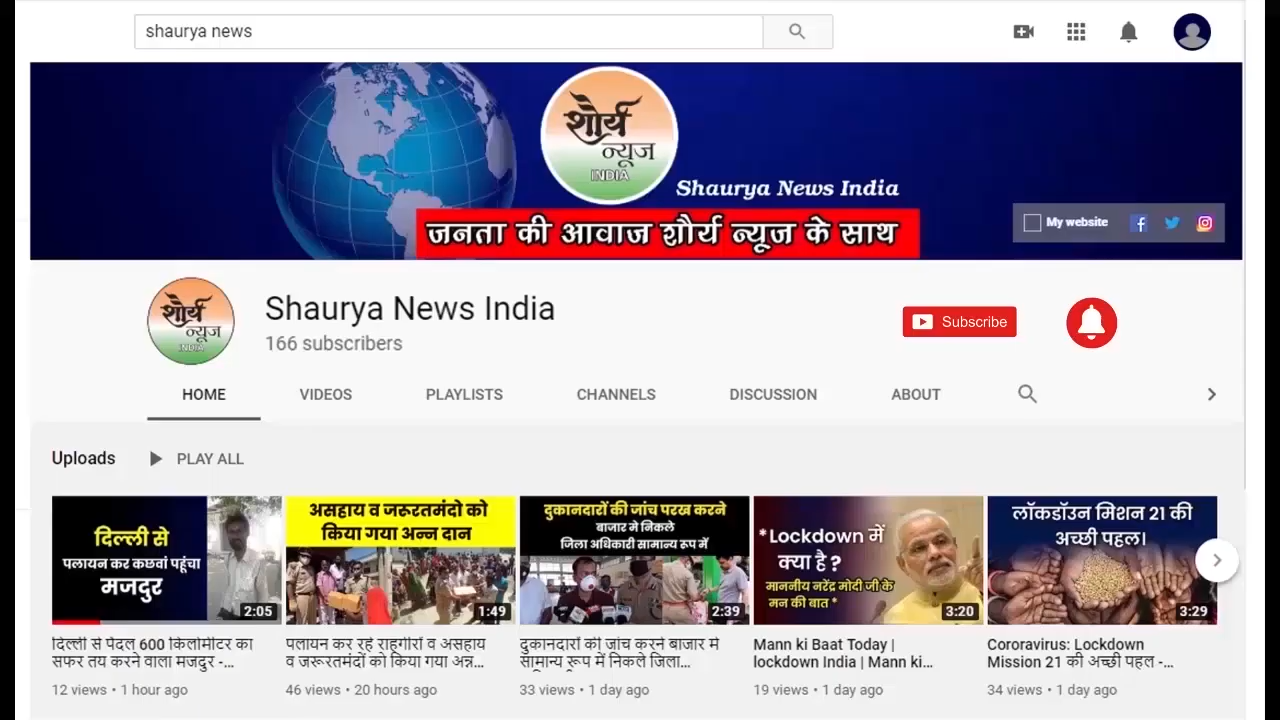 shaurya news
शौर्य
न्यूज
INDIA
Shaurya News India
जनता की आवाज शौर्य न्यूज के साथ
My website
शौर्य
न्यूज
INDIA
Shaurya News India
166 subscribers
Subscribe
HOME VIDEOS PLAYLISTS CHANNELS DISCUSSION ABOUT
Uploads PLAY ALL
दिल्ली से
पलायन कर कछवां पहूंचा
मजदुर
2:05
असहाय व जरूरतमंदो को
किया गया अन्न दान
1:49
दुकानदारों की जांच परख करने
बाजार मे निकले
जिला अधिकारी सामान्य रूप में
2:39
*Lockdown में
क्या है ?
माननीय नरेंद्र मोदी जी के
मन की बात *
3:20
लॉकडॉउन मिशन 21 की
अच्छी पहल।
3:29
दिल्ली से पैदल 600 किलोमीटर का
सफर तय करने वाला मजदुर -...
12 views • 1 hour ago
पलायन कर रहे राहगीरों व असहाय
व जरूरतमंदों को किया गया अन्न...
46 views • 20 hours ago
दुकानदारों की जांच करने बाजार में
सामान्य रूप में निकले जिला...
33 views • 1 day ago
Mann ki Baat Today |
lockdown India | Mann ki...
19 views • 1 day ago
Cororavirus: Lockdown
Mission 21 की अच्छी पहल -...
34 views • 1 day ago